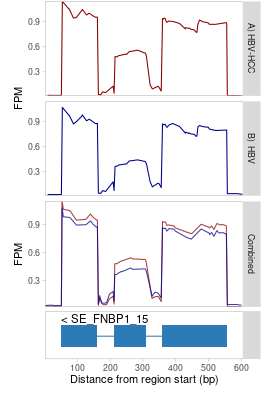 0.9
0.6
0.3
A) HBV-HCC
FPM
0.9
0.6
0.3
B) HBV
0.9
0.6
0.3
Combined
FPM
< SE_FNBP1_15
100 200 300 400 500 600
Distance from region start (bp)